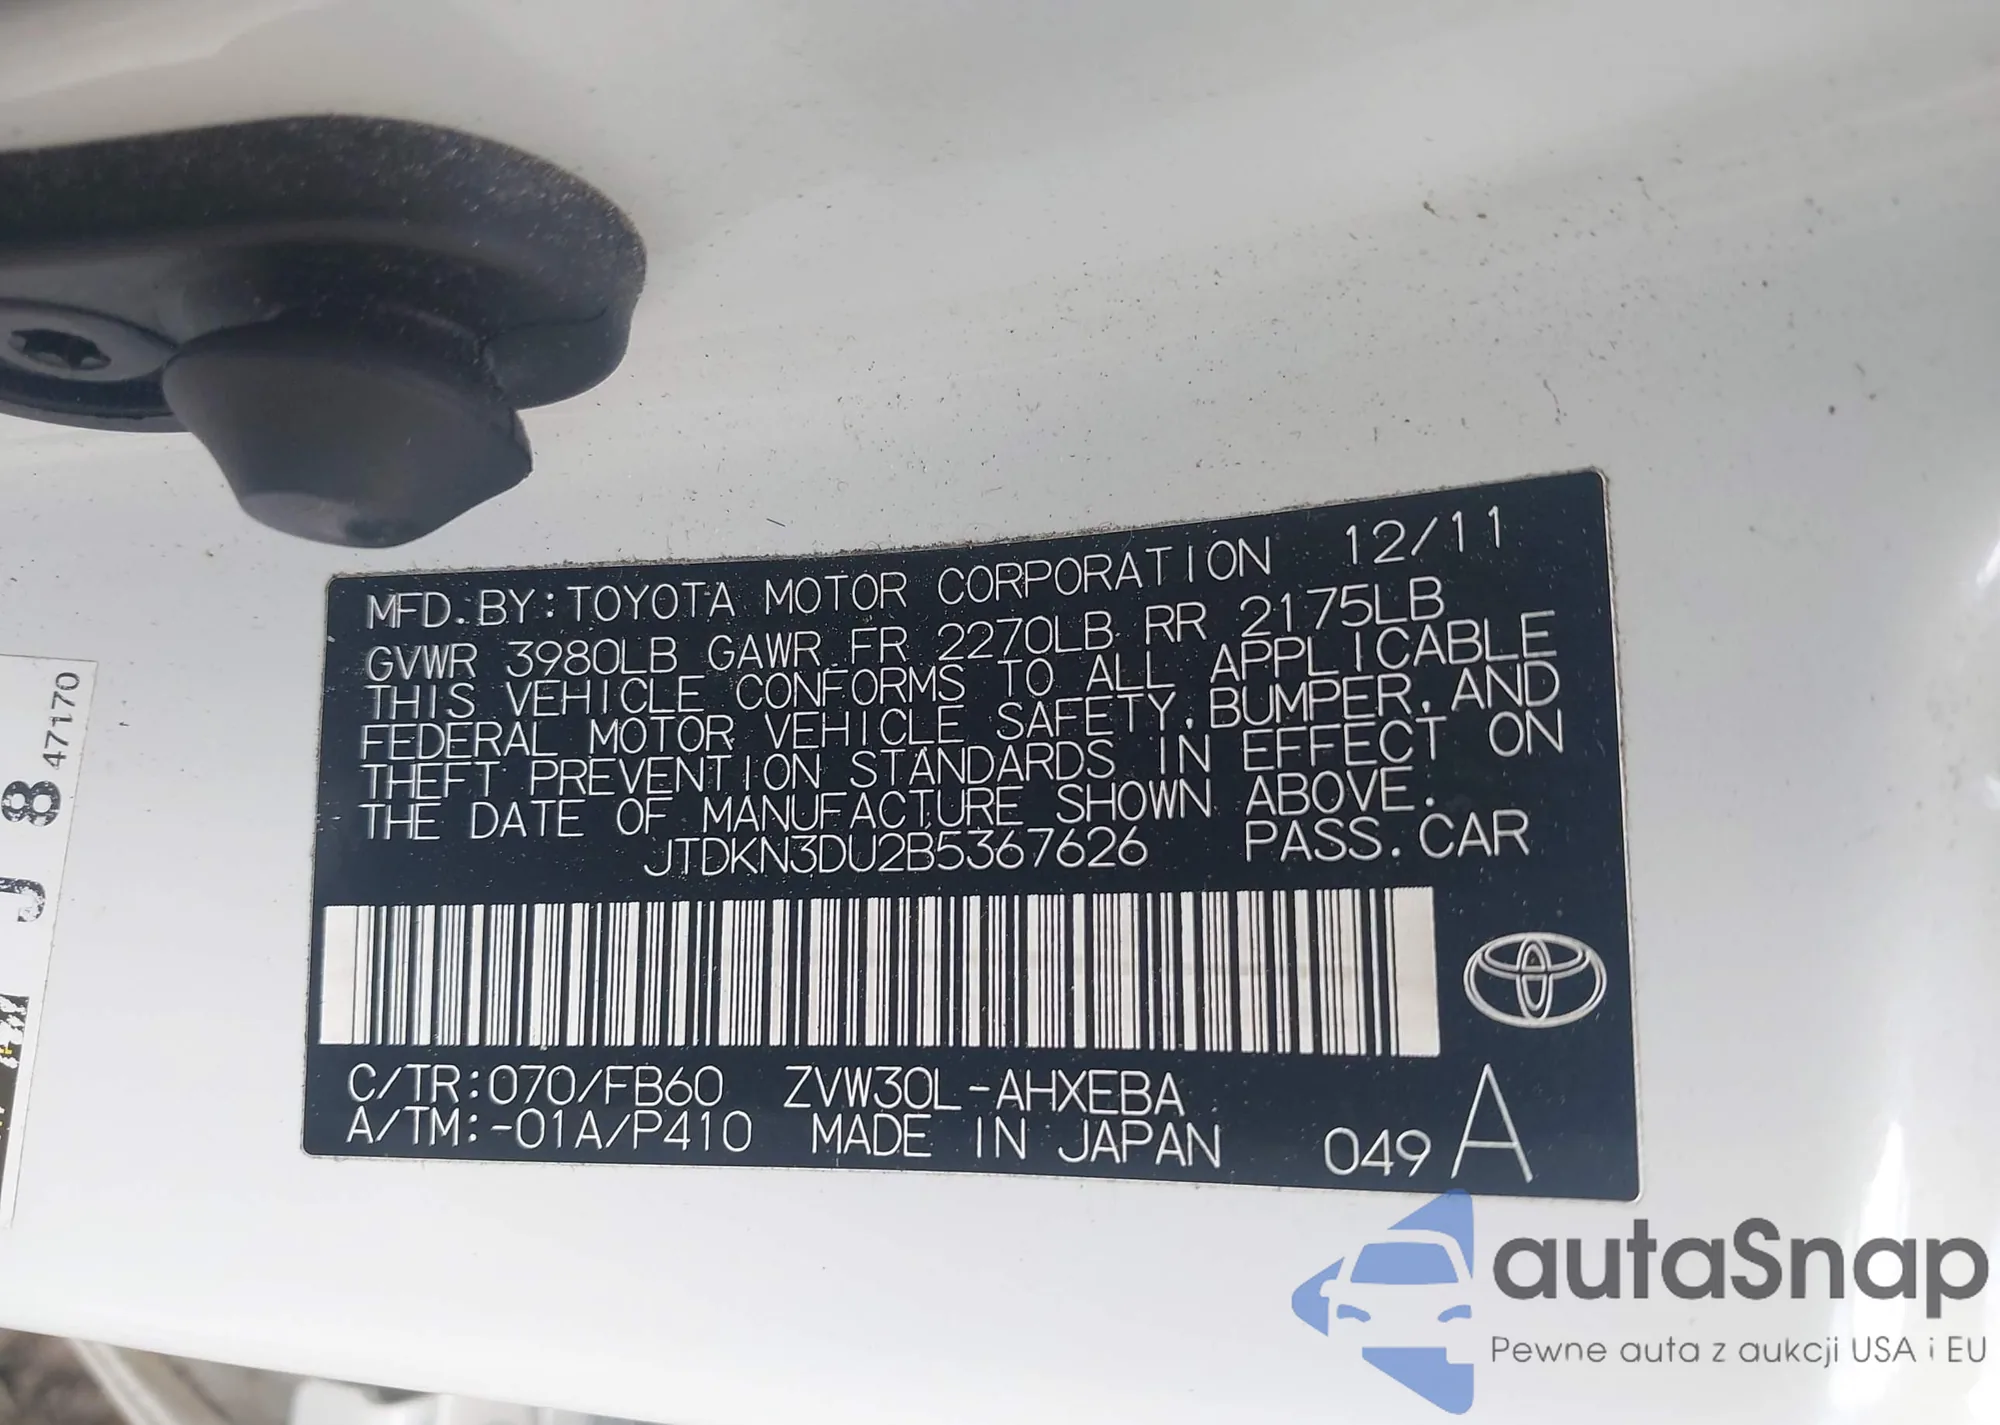 MFD. BY: TOYOTA MOTOR CORPORATION 12/11
GVWR 3980LB GAWR FR 2270LB RR 2175LB
THIS VEHICLE CONFORMS TO ALL APPLICABLE
FEDERAL MOTOR VEHICLE SAFETY, BUMPER, AND
THEFT PREVENTION STANDARDS IN EFFECT ON
THE DATE OF MANUFACTURE SHOWN ABOVE.
JTDKN3DU2B5367626 PASS. CAR
C/TR:070/FB60 ZVW30L-AHXEBA
A/TM:-01A/P410 MADE IN JAPAN 049 A
47170
J 8
autaSnap
Pewne auta z aukcji USA i EU